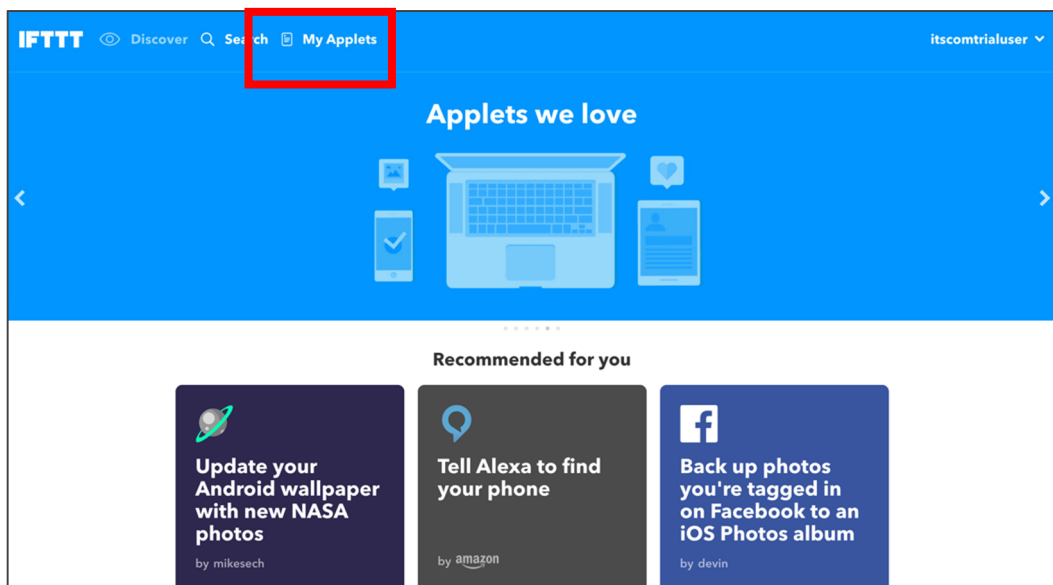 IFTTT Discover Search My Applets itscomtrialuser
Applets we love
Recommended for you
Update your
Android wallpaper
with new NASA
photos
by mikesech
Tell Alexa to find
your phone
by amazon
Back up photos
you're tagged in
on Facebook to an
iOS Photos album
by devin